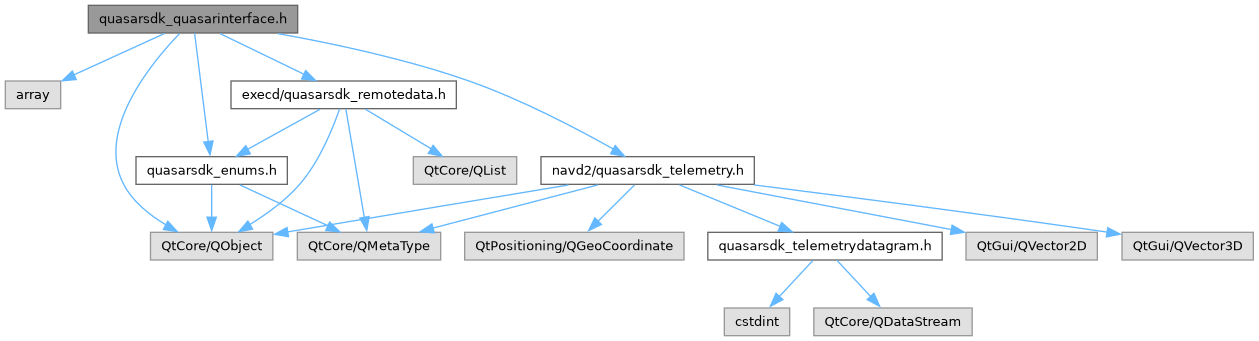 quasarsdk_quasarinterface.h
array
execd/quasarsdk_remotedata.h
quasarsdk_enums.h
QtCore/QList
navd2/quasarsdk_telemetry.h
QtCore/QObject
QtCore/QMetaType
QtPositioning/QGeoCoordinate
quasarsdk_telemetrydatagram.h
QtGui/QVector2D
QtGui/QVector3D
cstdint
QtCore/QDataStream